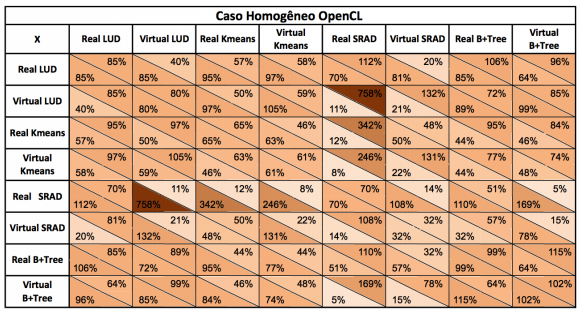 Caso Homogêneo OpenCL
X Real LUD Virtual LUD Real Kmeans Virtual Kmeans Real SRAD Virtual SRAD Real B+Tree Virtual B+Tree
Real LUD 85% 85% 40% 85% 57% 95% 58% 97% 112% 70% 20% 81% 106% 85% 96% 64%
Virtual LUD 85% 40% 80% 80% 50% 97% 59% 105% 758% 11% 132% 21% 72% 89% 85% 99%
Real Kmeans 95% 57% 97% 50% 65% 65% 46% 63% 342% 12% 48% 50% 95% 44% 84% 46%
Virtual Kmeans 97% 58% 105% 59% 63% 46% 61% 61% 246% 8% 131% 22% 77% 44% 74% 48%
Real SRAD 70% 112% 11% 758% 12% 342% 8% 246% 70% 70% 14% 108% 51% 110% 5% 169%
Virtual SRAD 81% 20% 21% 132% 50% 48% 22% 131% 108% 14% 32% 32% 57% 32% 15% 78%
Real B+Tree 85% 106% 89% 72% 44% 95% 44% 77% 110% 51% 32% 57% 99% 99% 115% 64%
Virtual B+Tree 64% 96% 99% 85% 46% 84% 48% 74% 169% 5% 78% 15% 64% 115% 102% 102%